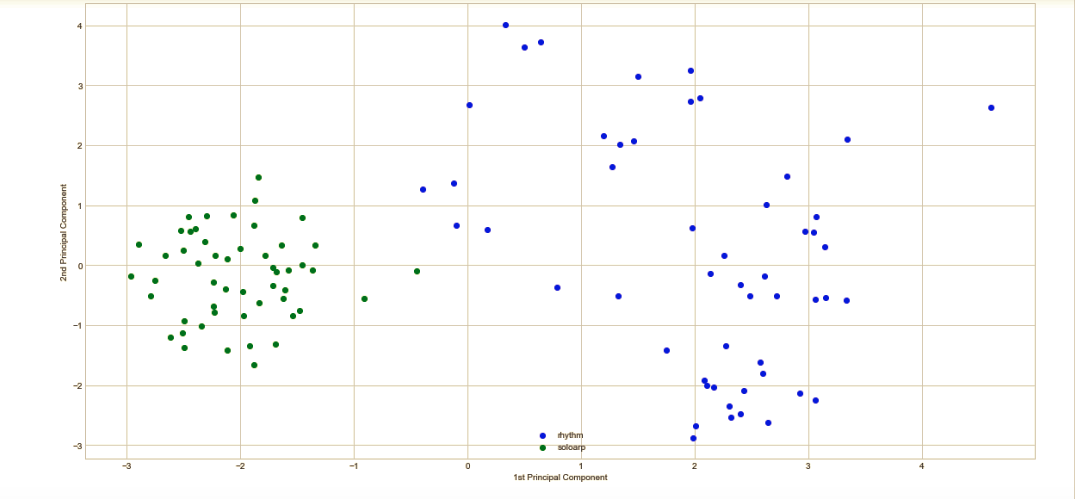 4
3
2
1
0
−1
−2
−3
2nd Principal Component
rhythm
soloarp
−3 −2 −1 0 1 2 3 4
1st Principal Component